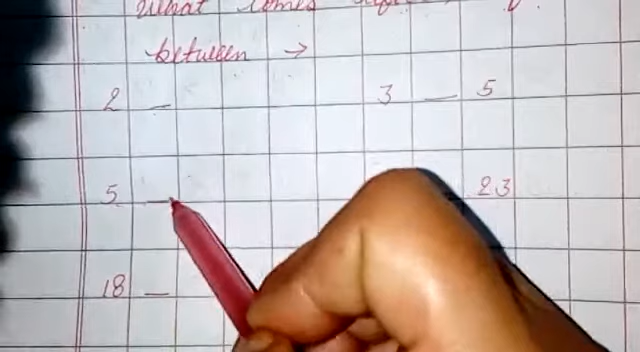 What comes
between →
2 _ 3 _ 5
5 _ 23
18 _